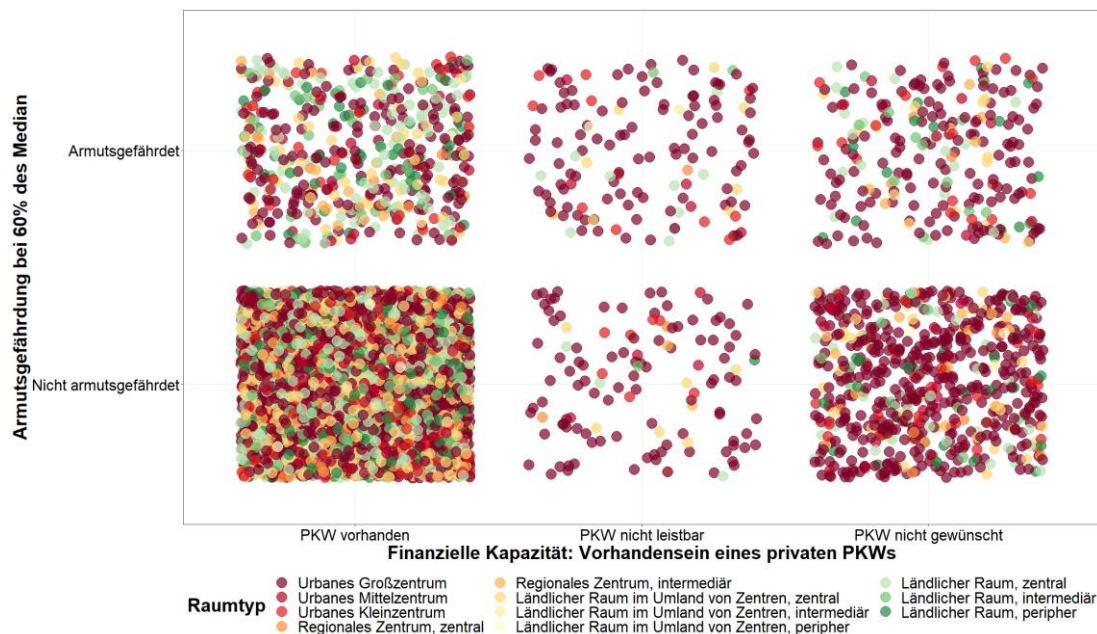 Armutsgefährdung bei 60% des Median
Armutsgefährdet
Nicht armutsgefährdet
PKW vorhanden
PKW nicht leistbar
PKW nicht gewünscht
Finanzielle Kapazität: Vorhandensein eines privaten PKWs
Raumtyp
Urbanes Großzentrum
Urbanes Mittelzentrum
Urbanes Kleinzentrum
Regionales Zentrum, zentral
Regionales Zentrum, intermediär
Ländlicher Raum im Umland von Zentren, zentral
Ländlicher Raum im Umland von Zentren, intermediär
Ländlicher Raum im Umland von Zentren, peripher
Ländlicher Raum, zentral
Ländlicher Raum, intermediär
Ländlicher Raum, peripher